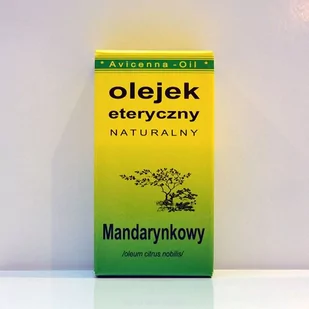 * Avicenna - Oil *
olejek
eteryczny
NATURALNY
Mandarynkowy
/oleum citrus nobilis/